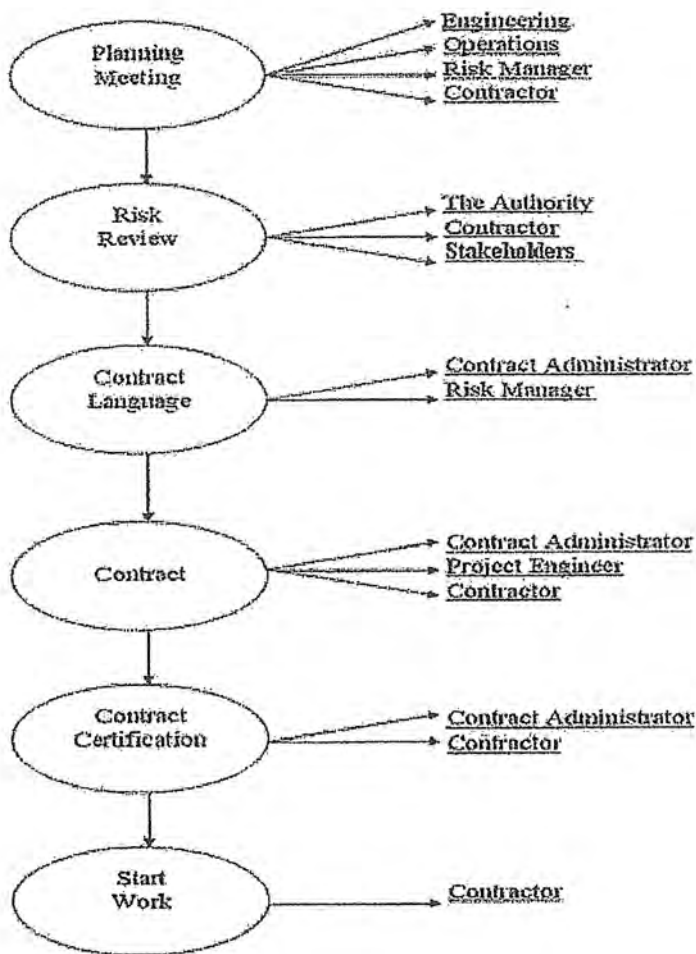 Planning
Meeting
Engineering
Operations
Risk Manager
Contractor
Risk
Review
The Authority
Contractor
Stakeholders
Contract
Language
Contract Administrator
Risk Manager
Contract
Contract Administrator
Project Engineer
Contractor
Contract
Certification
Contract Administrator
Contractor
Start
Work
Contractor